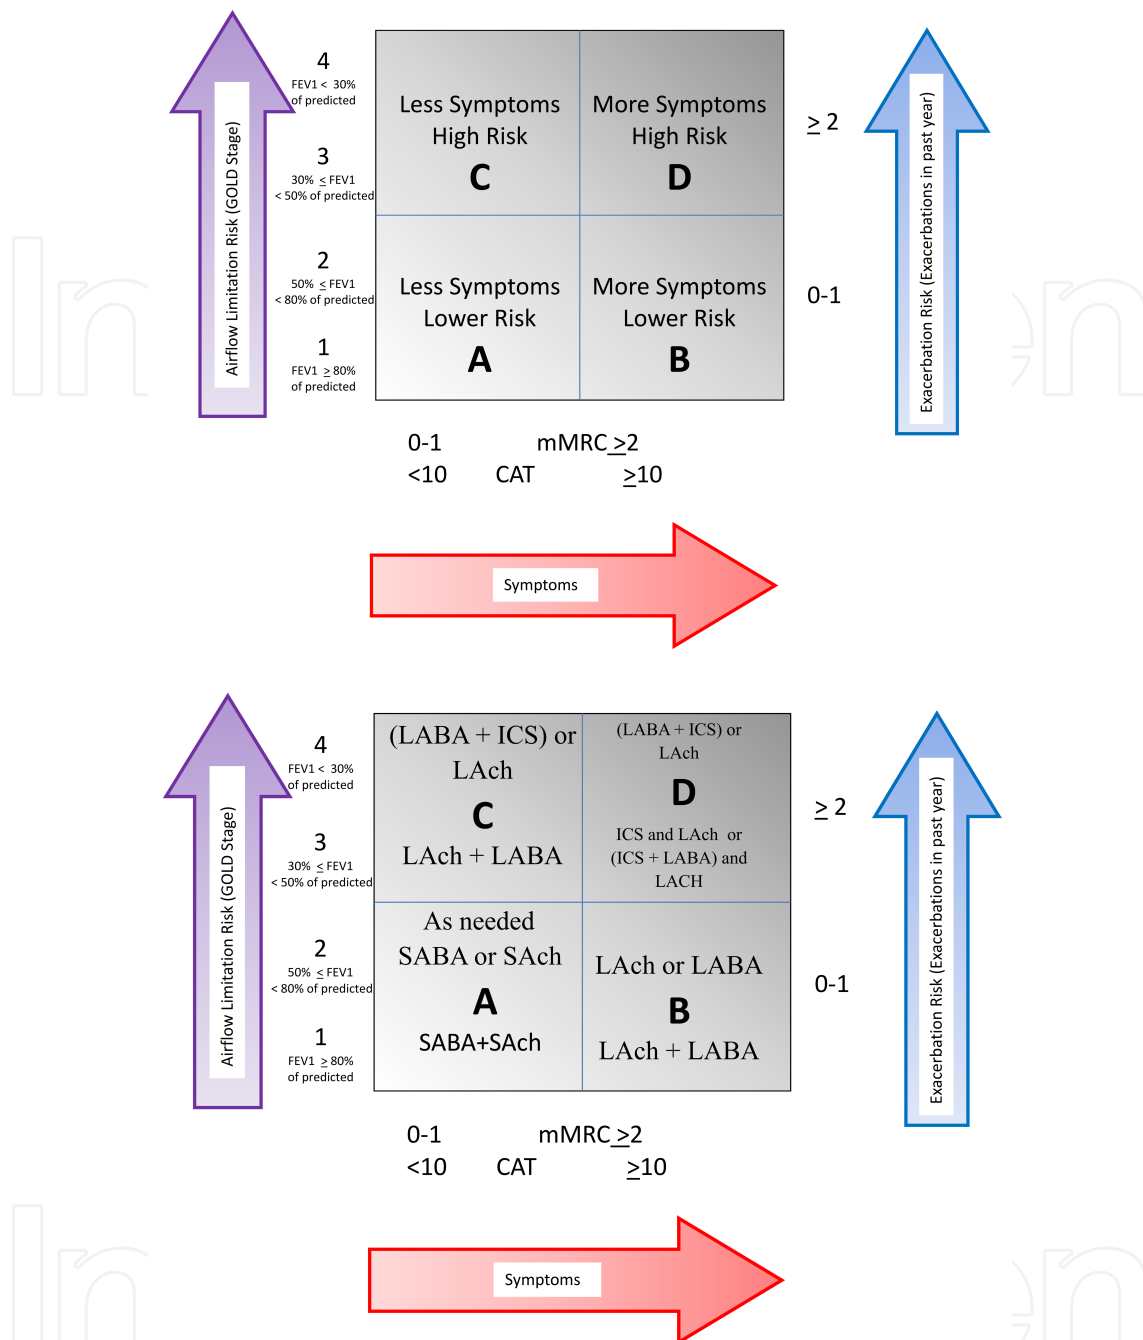 Airflow Limitation Risk (GOLD Stage)
4
FEV1 < 30%
of predicted
3
30% ≤ FEV1
< 50% of predicted
2
50% ≤ FEV1
< 80% of predicted
1
FEV1 ≥ 80%
of predicted
Less Symptoms
High Risk
C
More Symptoms
High Risk
D
Less Symptoms
Lower Risk
A
More Symptoms
Lower Risk
B
≥ 2
0-1
Exacerbation Risk (Exacerbations in past year)
0-1 mMRC ≥2
<10 CAT ≥10
Symptoms
Airflow Limitation Risk (GOLD Stage)
4
FEV1 < 30%
of predicted
3
30% ≤ FEV1
< 50% of predicted
2
50% ≤ FEV1
< 80% of predicted
1
FEV1 ≥ 80%
of predicted
(LABA + ICS) or
LAch
C
LAch + LABA
(LABA + ICS) or
LAch
D
ICS and LAch or
(ICS + LABA) and
LACH
As needed
SABA or SAch
A
SABA+SAch
LAch or LABA
B
LAch + LABA
≥ 2
0-1
Exacerbation Risk (Exacerbations in past year)
0-1 mMRC ≥2
<10 CAT ≥10
Symptoms